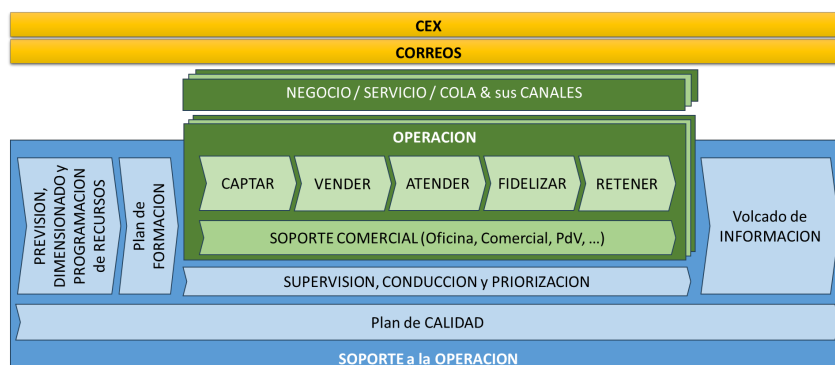 CEX
CORREOS
NEGOCIO / SERVICIO / COLA & sus CANALES
OPERACION
PREVISION,
DIMENSIONADO y
PROGRAMACION
de RECURSOS
Plan de
FORMACION
CAPTAR
VENDER
ATENDER
FIDELIZAR
RETENER
SOPORTE COMERCIAL (Oficina, Comercial, PdV, ...)
SUPERVISION, CONDUCCION y PRIORIZACION
Volcado de
INFORMACION
Plan de CALIDAD
SOPORTE a la OPERACION